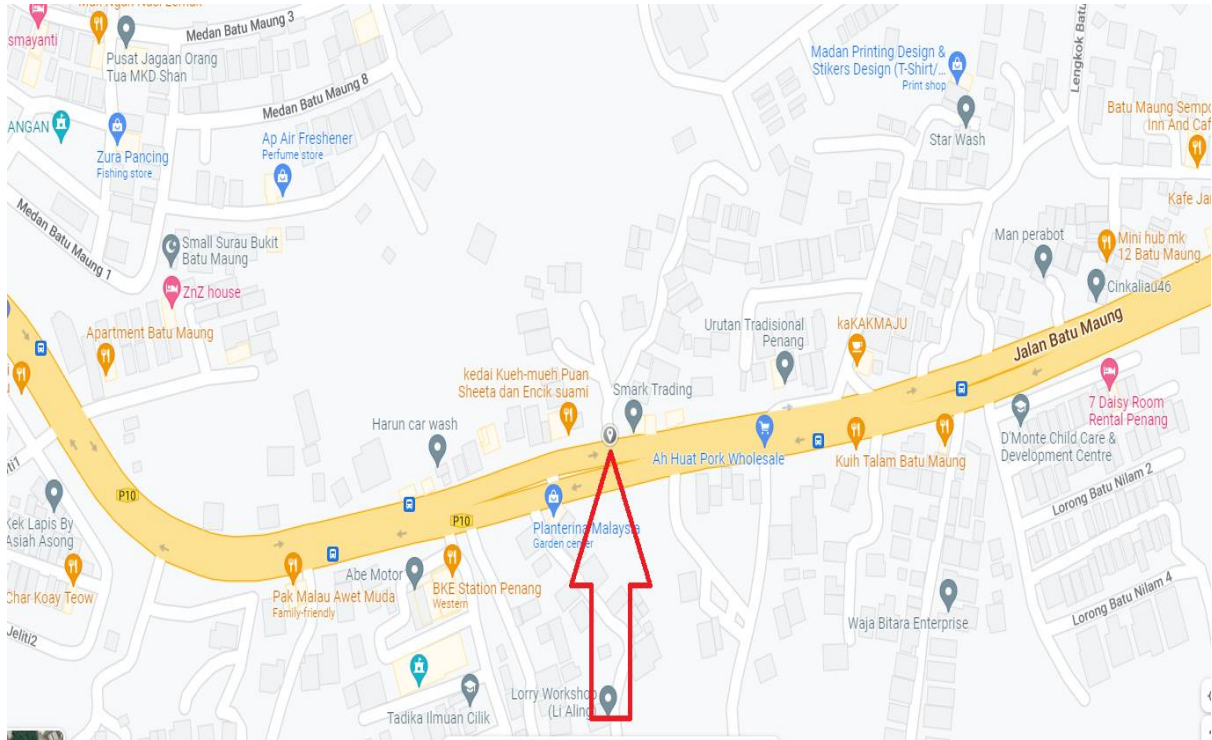 Medan Batu Maung 3
smayanti
Pusat Jagaan Orang
Tua MKD Shan
Medan Batu Maung 8
ANGAN
Zura Pancing
Fishing store
Ap Air Freshener
Perfume store
Madan Printing Design &
Stikers Design (T-Shirt/...
Print shop
Star Wash
Lengkok Batu
Batu Maung Sempo
Inn And Caf
Kafe Jar
Medan Batu Maung 1
Small Surau Bukit
Batu Maung
ZnZ house
Apartment Batu Maung
Man perabot
Mini hub mk
12 Batu Maung
Cinkaliau46
Urutan Tradisional
Penang
kaKAKMAJU
Jalan Batu Maung
kedai Kueh-mueh Puan
Sheeta dan Encik suami
Smark Trading
Harun car wash
7 Daisy Room
Rental Penang
Ah Huat Pork Wholesale
Kuih Talam Batu Maung
D'Monte Child Care &
Development Centre
P10
P10
Planterina Malaysia
Garden center
Lorong Batu Nilam 2
Kek Lapis By
Asiah Asong
Char Koay Teow
Jeliti2
Pak Malau Awet Muda
Family-friendly
Abe Motor
BKE Station Penang
Western
Waja Bitara Enterprise
Lorong Batu Nilam 4
Lorry Workshop
(Li Aling)
Tadika Ilmuan Cilik